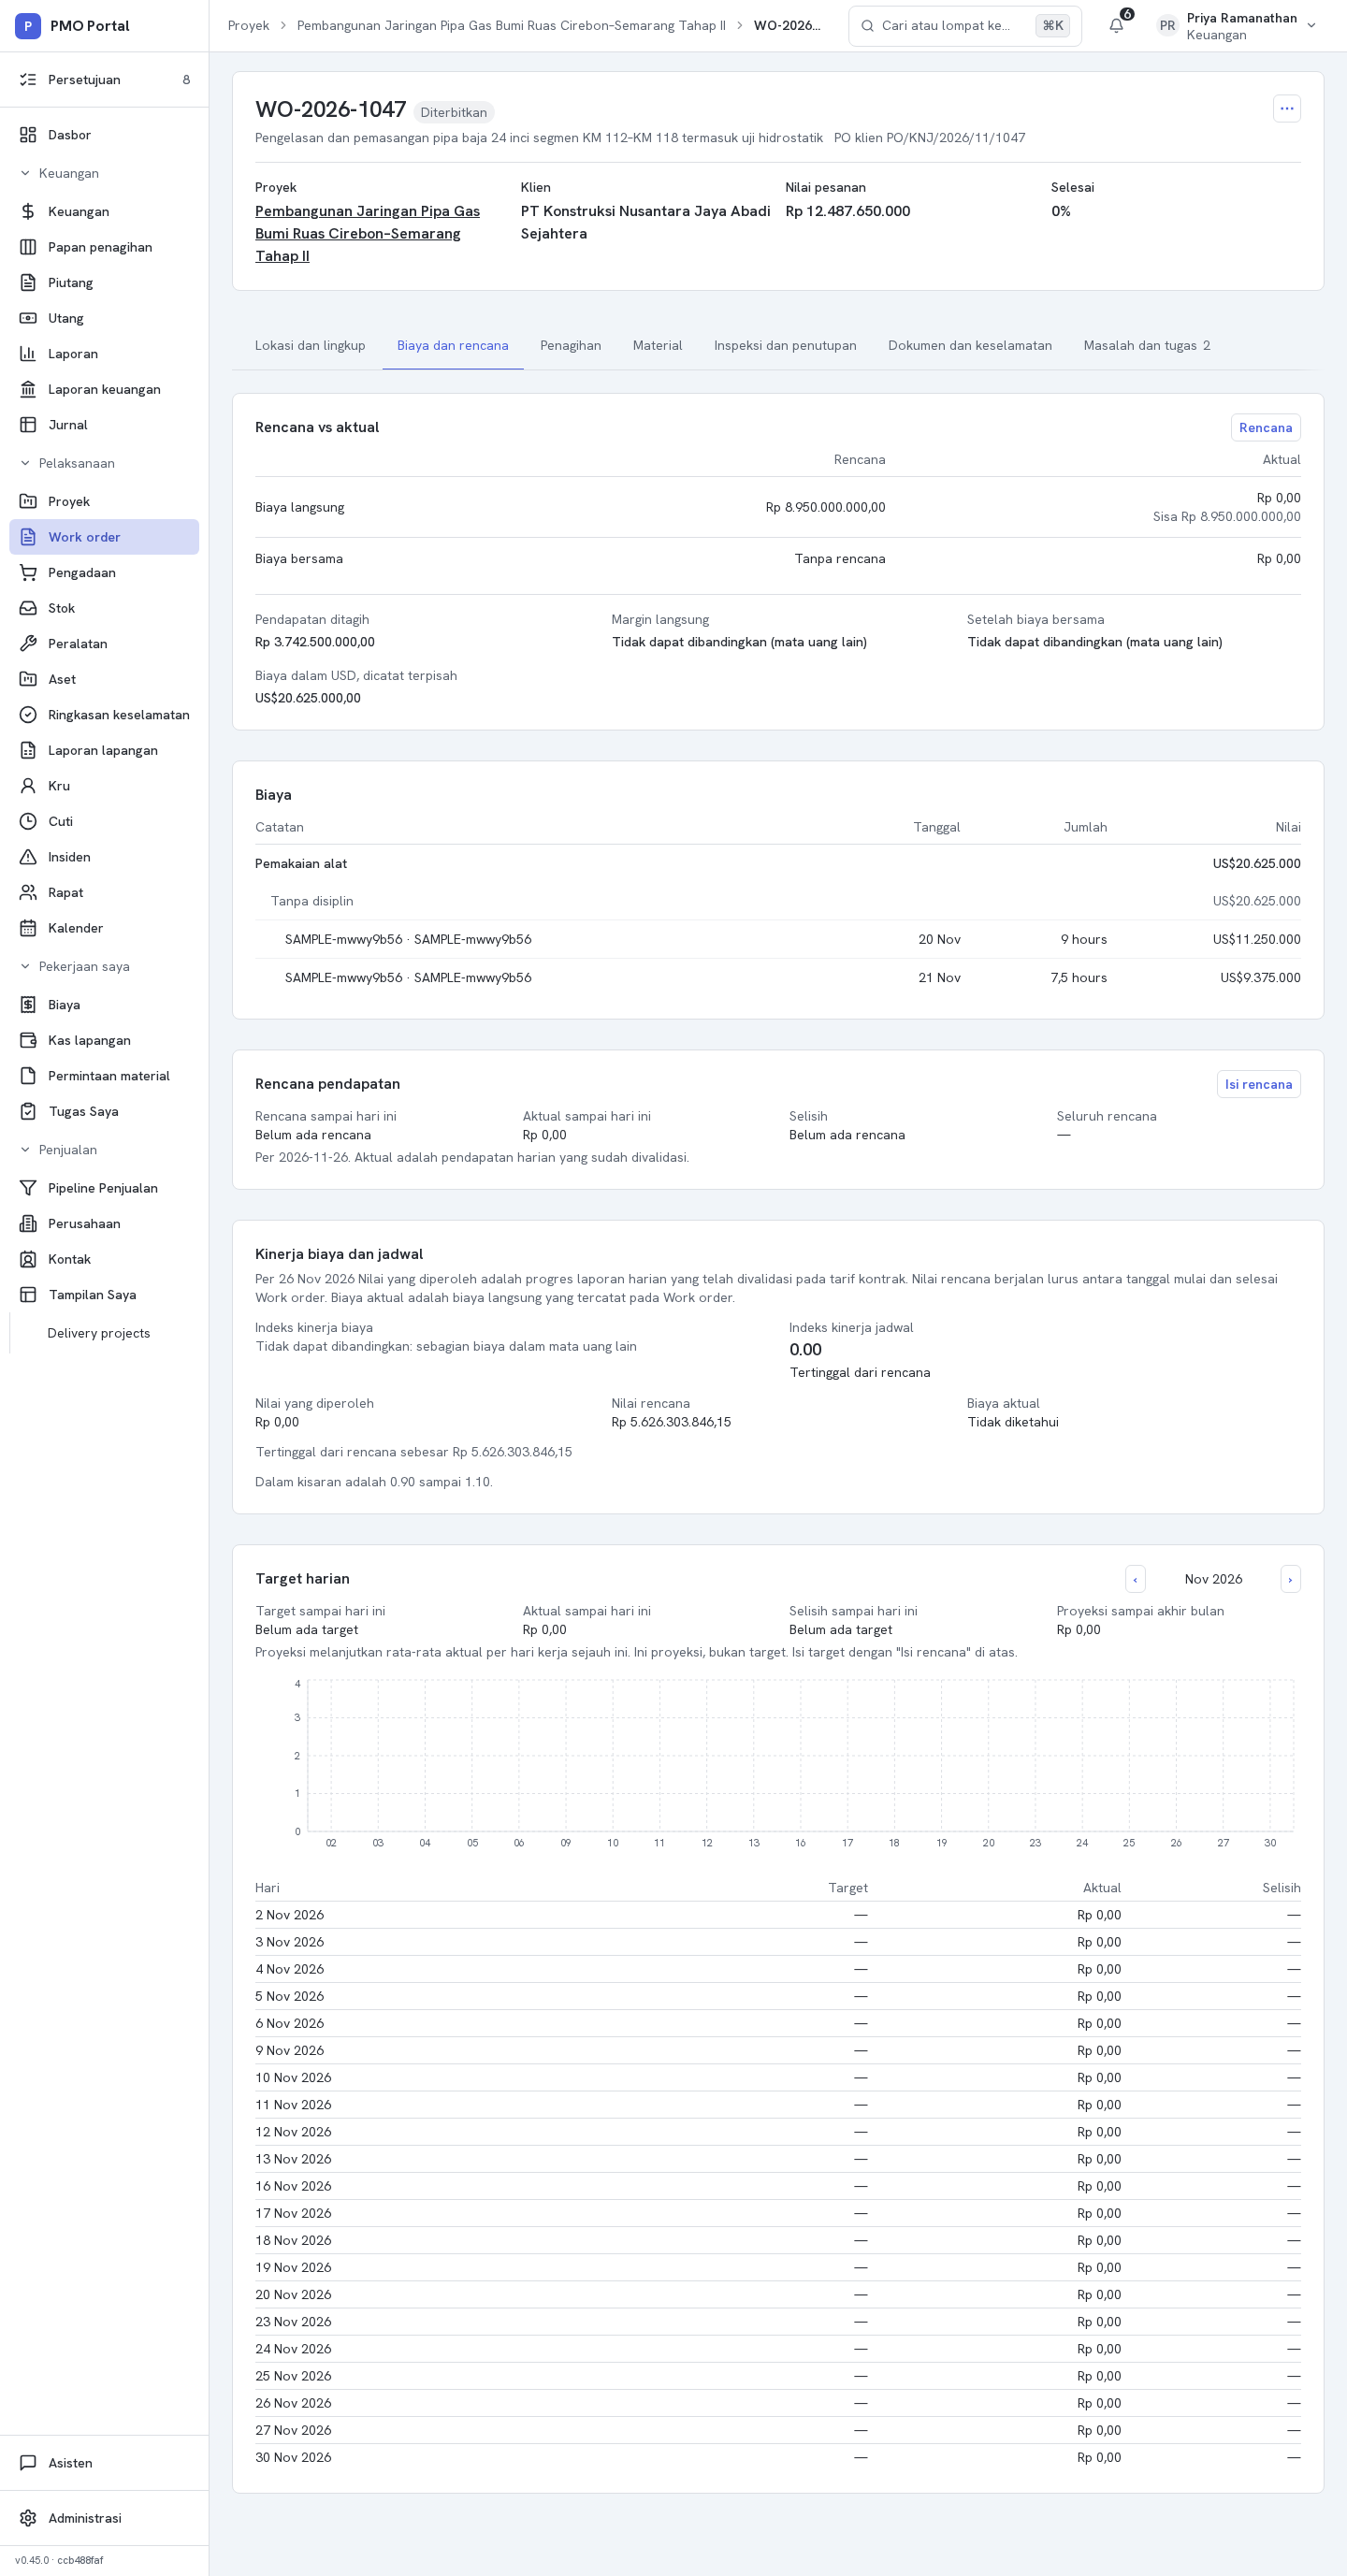 P PMO Portal
Proyek > Pembangunan Jaringan Pipa Gas Bumi Ruas Cirebon–Semarang Tahap II > WO-2026...
Cari atau lompat ke... ⌘K
6
PR Priya Ramanathan
Keuangan
Persetujuan 8
Dasbor
Keuangan
Keuangan
Papan penagihan
Piutang
Utang
Laporan
Laporan keuangan
Jurnal
Pelaksanaan
Proyek
Work order
Pengadaan
Stok
Peralatan
Aset
Ringkasan keselamatan
Laporan lapangan
Kru
Cuti
Insiden
Rapat
Kalender
Pekerjaan saya
Biaya
Kas lapangan
Permintaan material
Tugas Saya
Penjualan
Pipeline Penjualan
Perusahaan
Kontak
Tampilan Saya
Delivery projects
Asisten
Administrasi
v0.45.0 · ccb488faf
WO-2026-1047 Diterbitkan
...
Pengelasan dan pemasangan pipa baja 24 inci segmen KM 112–KM 118 termasuk uji hidrostatik PO klien PO/KNJ/2026/11/1047
Proyek Klien Nilai pesanan Selesai
Pembangunan Jaringan Pipa Gas PT Konstruksi Nusantara Jaya Abadi Rp 12.487.650.000 0%
Bumi Ruas Cirebon–Semarang Sejahtera
Tahap II
Lokasi dan lingkup Biaya dan rencana Penagihan Material Inspeksi dan penutupan Dokumen dan keselamatan Masalah dan tugas 2
Rencana vs aktual Rencana
Rencana Aktual
Biaya langsung Rp 8.950.000.000,00 Rp 0,00
Sisa Rp 8.950.000.000,00
Biaya bersama Tanpa rencana Rp 0,00
Pendapatan ditagih Margin langsung Setelah biaya bersama
Rp 3.742.500.000,00 Tidak dapat dibandingkan (mata uang lain) Tidak dapat dibandingkan (mata uang lain)
Biaya dalam USD, dicatat terpisah
US$20.625.000,00
Biaya
Catatan Tanggal Jumlah Nilai
Pemakaian alat US$20.625.000
Tanpa disiplin US$20.625.000
SAMPLE-mwwy9b56 · SAMPLE-mwwy9b56 20 Nov 9 hours US$11.250.000
SAMPLE-mwwy9b56 · SAMPLE-mwwy9b56 21 Nov 7,5 hours US$9.375.000
Rencana pendapatan Isi rencana
Rencana sampai hari ini Aktual sampai hari ini Selisih Seluruh rencana
Belum ada rencana Rp 0,00 Belum ada rencana —
Per 2026-11-26. Aktual adalah pendapatan harian yang sudah divalidasi.
Kinerja biaya dan jadwal
Per 26 Nov 2026 Nilai yang diperoleh adalah progres laporan harian yang telah divalidasi pada tarif kontrak. Nilai rencana berjalan lurus antara tanggal mulai dan selesai
Work order. Biaya aktual adalah biaya langsung yang tercatat pada Work order.
Indeks kinerja biaya Indeks kinerja jadwal
Tidak dapat dibandingkan: sebagian biaya dalam mata uang lain 0.00
Tertinggal dari rencana
Nilai yang diperoleh Nilai rencana Biaya aktual
Rp 0,00 Rp 5.626.303.846,15 Tidak diketahui
Tertinggal dari rencana sebesar Rp 5.626.303.846,15
Dalam kisaran adalah 0.90 sampai 1.10.
Target harian ‹ Nov 2026 ›
Target sampai hari ini Aktual sampai hari ini Selisih sampai hari ini Proyeksi sampai akhir bulan
Belum ada target Rp 0,00 Belum ada target Rp 0,00
Proyeksi melanjutkan rata-rata aktual per hari kerja sejauh ini. Ini proyeksi, bukan target. Isi target dengan "Isi rencana" di atas.
4
3
2
1
0
02 03 04 05 06 09 10 11 12 13 16 17 18 19 20 23 24 25 26 27 30
Hari Target Aktual Selisih
2 Nov 2026 — Rp 0,00 —
3 Nov 2026 — Rp 0,00 —
4 Nov 2026 — Rp 0,00 —
5 Nov 2026 — Rp 0,00 —
6 Nov 2026 — Rp 0,00 —
9 Nov 2026 — Rp 0,00 —
10 Nov 2026 — Rp 0,00 —
11 Nov 2026 — Rp 0,00 —
12 Nov 2026 — Rp 0,00 —
13 Nov 2026 — Rp 0,00 —
16 Nov 2026 — Rp 0,00 —
17 Nov 2026 — Rp 0,00 —
18 Nov 2026 — Rp 0,00 —
19 Nov 2026 — Rp 0,00 —
20 Nov 2026 — Rp 0,00 —
23 Nov 2026 — Rp 0,00 —
24 Nov 2026 — Rp 0,00 —
25 Nov 2026 — Rp 0,00 —
26 Nov 2026 — Rp 0,00 —
27 Nov 2026 — Rp 0,00 —
30 Nov 2026 — Rp 0,00 —